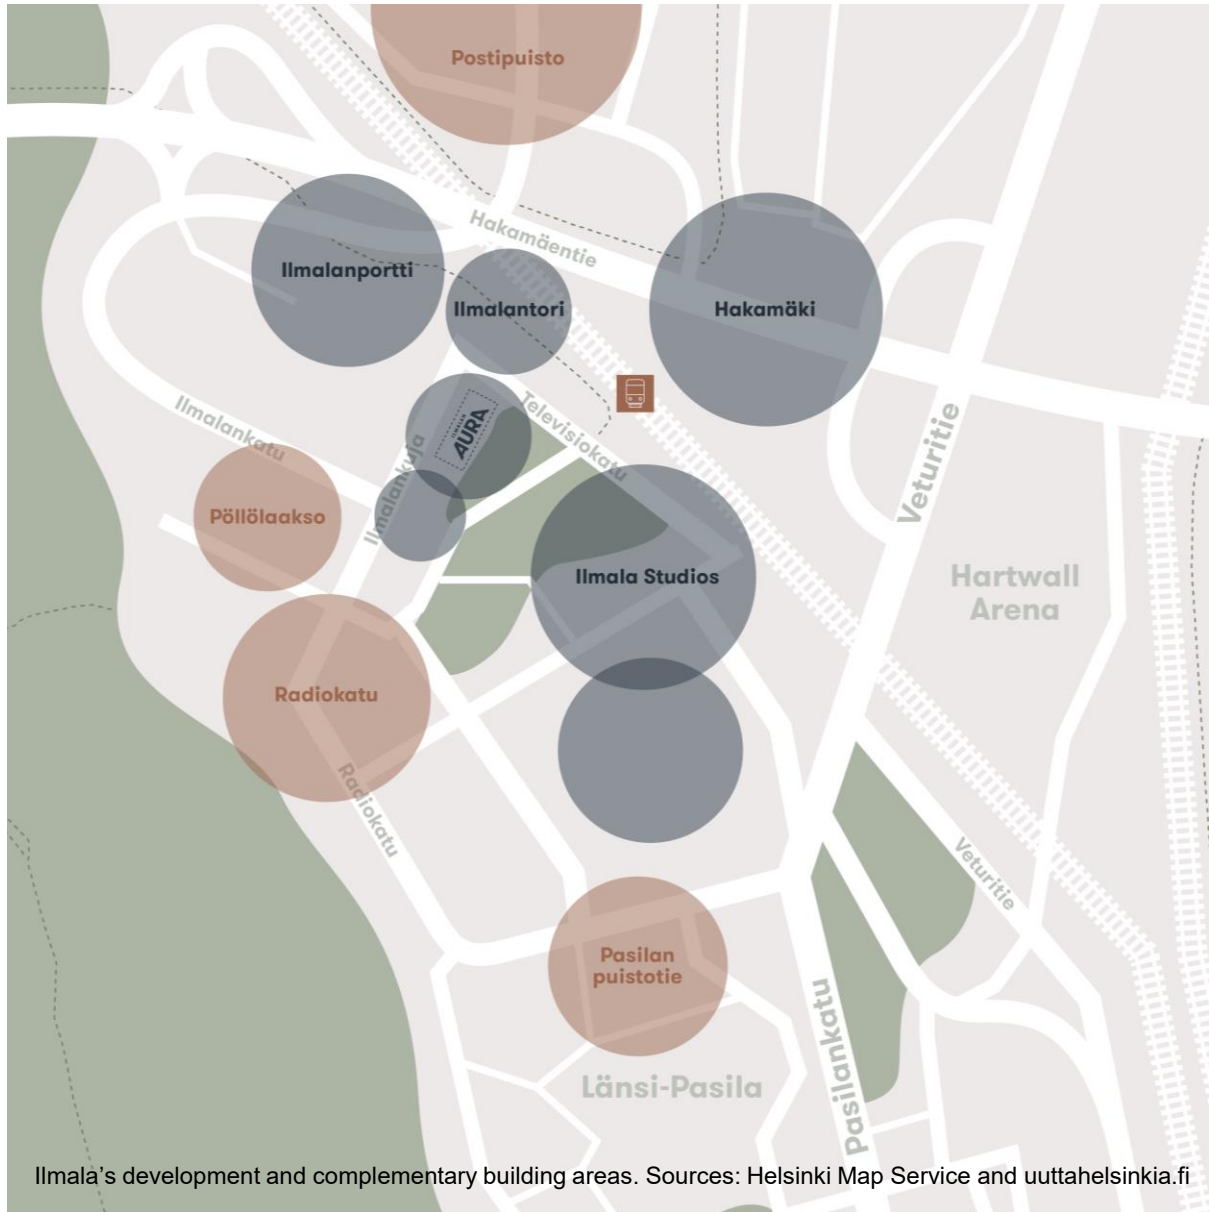 Postipuisto
Hakamäentie
Ilmalanportti
Ilmalantori
Hakamäki
Ilmalankatu
Televisiokatu
ILMALAN
AURA
Ilmalankuja
Veturitie
Pöllölaakso
Ilmala Studios
Hartwall
Arena
Radiokatu
Radiokatu
Veturitie
Pasilan
puistotie
Pasilankatu
Länsi-Pasila
Ilmala’s development and complementary building areas. Sources: Helsinki Map Service and uuttahelsinkia.fi